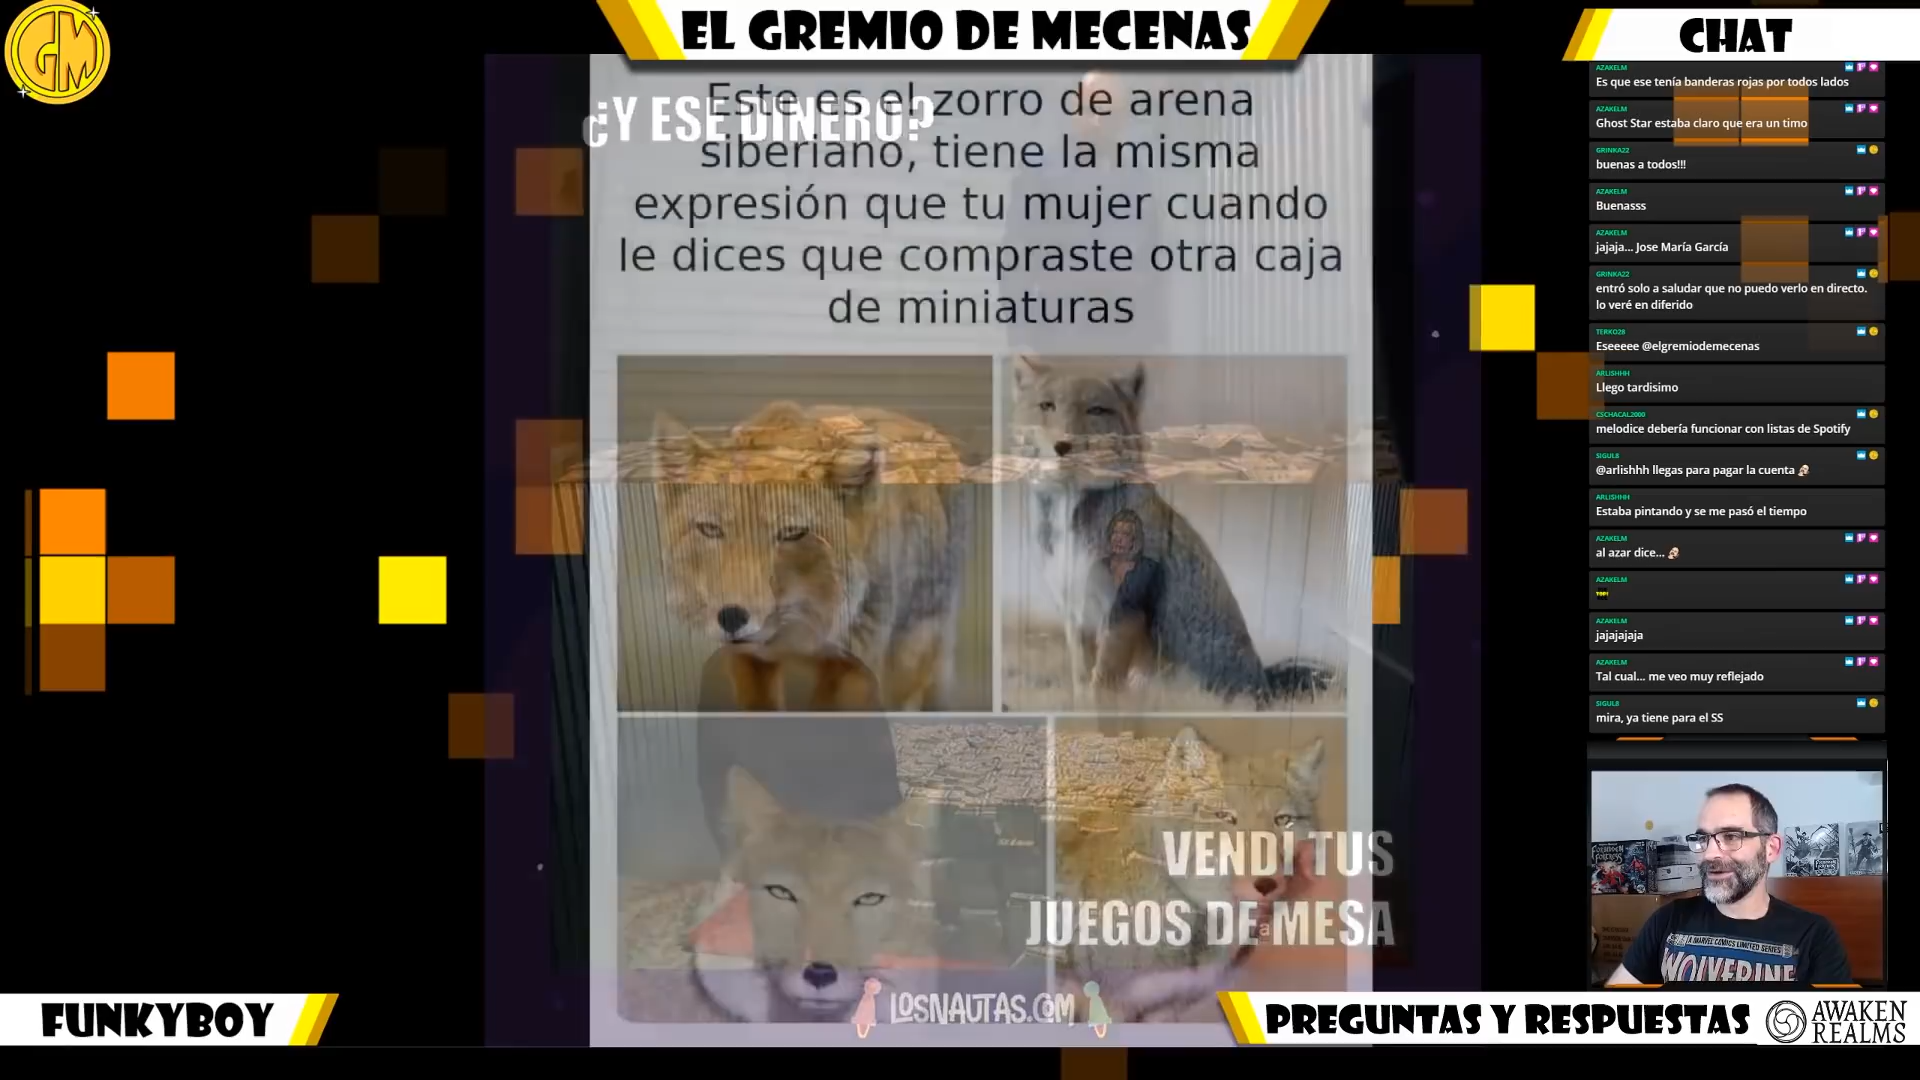 EL GREMIO DE MECENAS
CHAT
GM
¿Y ESE DINERO?
Este es el zorro de arena
siberiano, tiene la misma
expresión que tu mujer cuando
le dices que compraste otra caja
de miniaturas
VENDÍ TUS
JUEGOS DE MESA
LOSNAUTAS.COM
AZAKELM
Es que ese tenía banderas rojas por todos lados
AZAKELM
Ghost Star estaba claro que era un timo
GRINKA22
buenas a todos!!!
AZAKELM
Buenasss
AZAKELM
jajaja... Jose María García
GRINKA22
entró solo a saludar que no puedo verlo en directo.
lo veré en diferido
TERKO28
Eseeeee @elgremiodemecenas
ARLISHHH
Llego tardisimo
CSCHACAL2000
melodice debería funcionar con listas de Spotify
SIGUL8
@arlishhh llegas para pagar la cuenta
ARLISHHH
Estaba pintando y se me pasó el tiempo
AZAKELM
al azar dice...
AZAKELM
AZAKELM
jajajajaja
AZAKELM
Tal cual... me veo muy reflejado
SIGUL8
mira, ya tiene para el SS
FORBIDDEN
FORTRESS
A MARVEL COMICS LIMITED SERIES
WOLVERINE
FUNKYBOY
PREGUNTAS Y RESPUESTAS
AWAKEN
REALMS